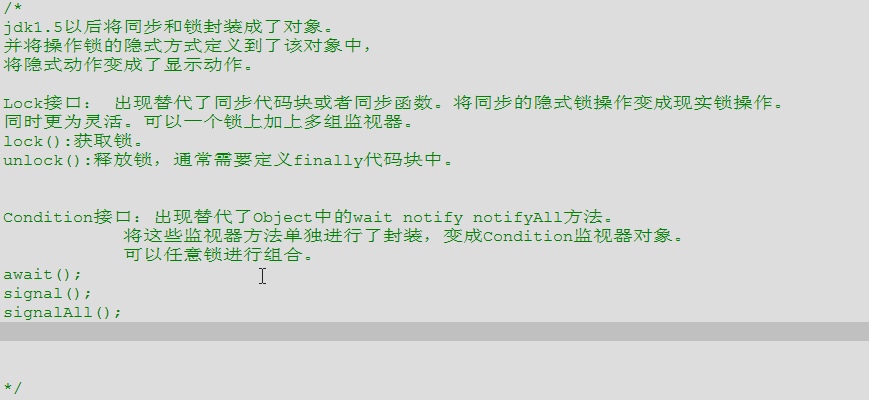 /*
jdk1.5以后将同步和锁封装成了对象。
并将操作锁的隐式方式定义到了该对象中，
将隐式动作变成了显示动作。
Lock接口： 出现替代了同步代码块或者同步函数。将同步的隐式锁操作变成现实锁操作。
同时更为灵活。可以一个锁上加上多组监视器。
lock():获取锁。
unlock():释放锁，通常需要定义finally代码块中。
Condition接口：出现替代了Object中的wait notify notifyAll方法。
将这些监视器方法单独进行了封装，变成Condition监视器对象。
可以任意锁进行组合。
await();
signal();
signalAll();
*/